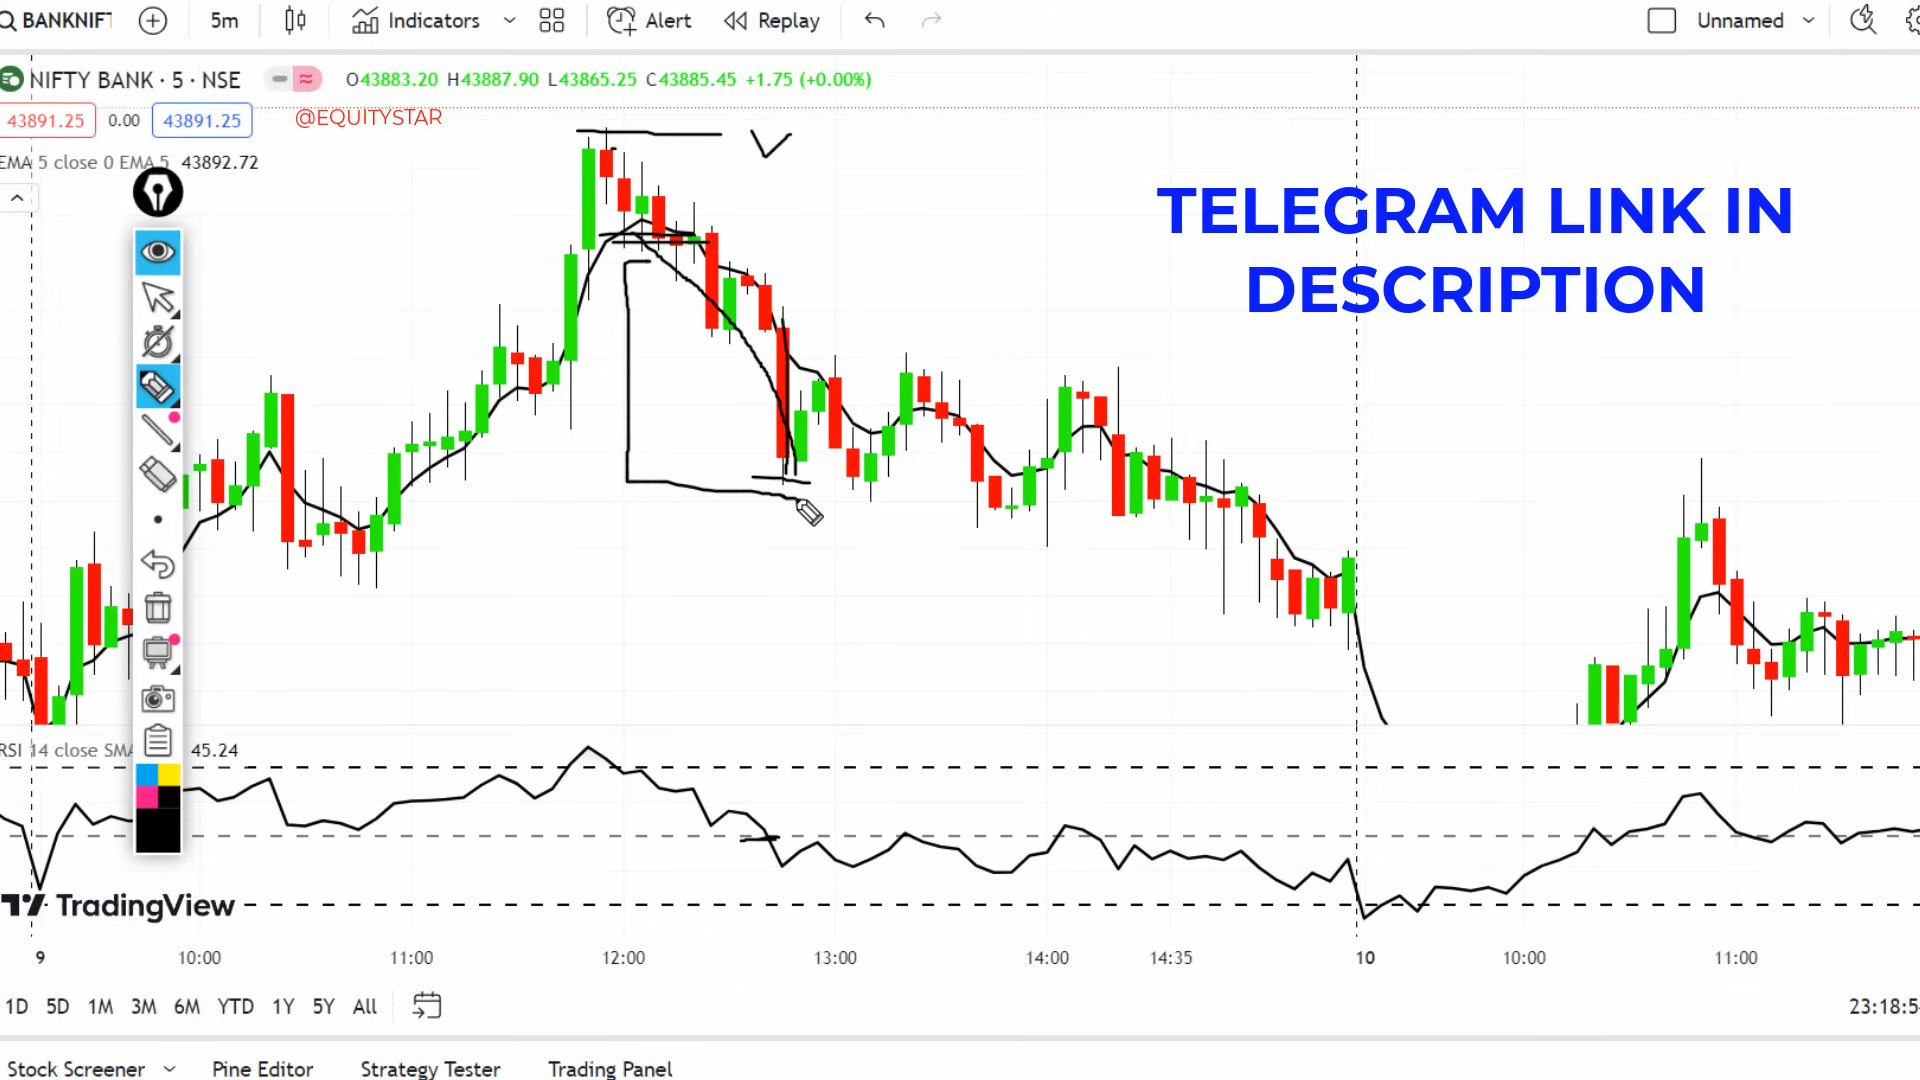 BANKNIFT
5m
Indicators
Alert
Replay
Unnamed
NIFTY BANK · 5 · NSE
O43883.20 H43887.90 L43865.25 C43885.45 +1.75 (+0.00%)
43891.25 0.00 43891.25
@EQUITYSTAR
EMA 5 close 0 EMA 5 43892.72
TELEGRAM LINK IN
DESCRIPTION
RSI 14 close SMA 45.24
TradingView
9 10:00 11:00 12:00 13:00 14:00 14:35 10 10:00 11:00
1D 5D 1M 3M 6M YTD 1Y 5Y All
23:18:5
Stock Screener Pine Editor Strategy Tester Trading Panel